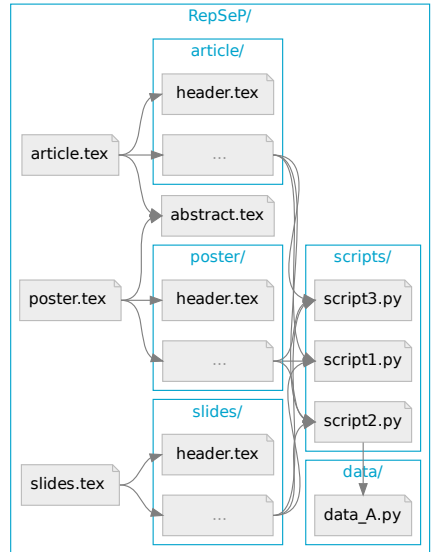 RepSeP/
article/
header.tex
article.tex
...
abstract.tex
poster/
scripts/
poster.tex
header.tex
script3.py
...
script1.py
slides/
script2.py
header.tex
data/
slides.tex
...
data_A.py